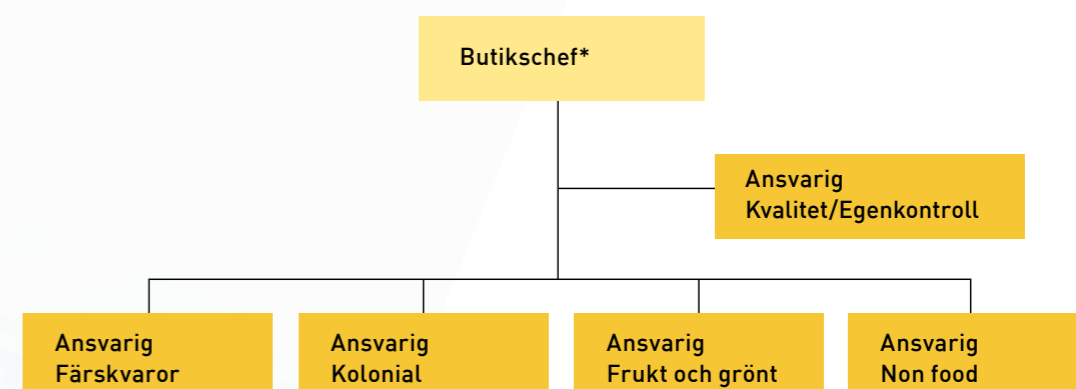 Butikschef*
Ansvarig
Kvalitet/Egenkontroll
Ansvarig
Färskvaror
Ansvarig
Kolonial
Ansvarig
Frukt och grönt
Ansvarig
Non food